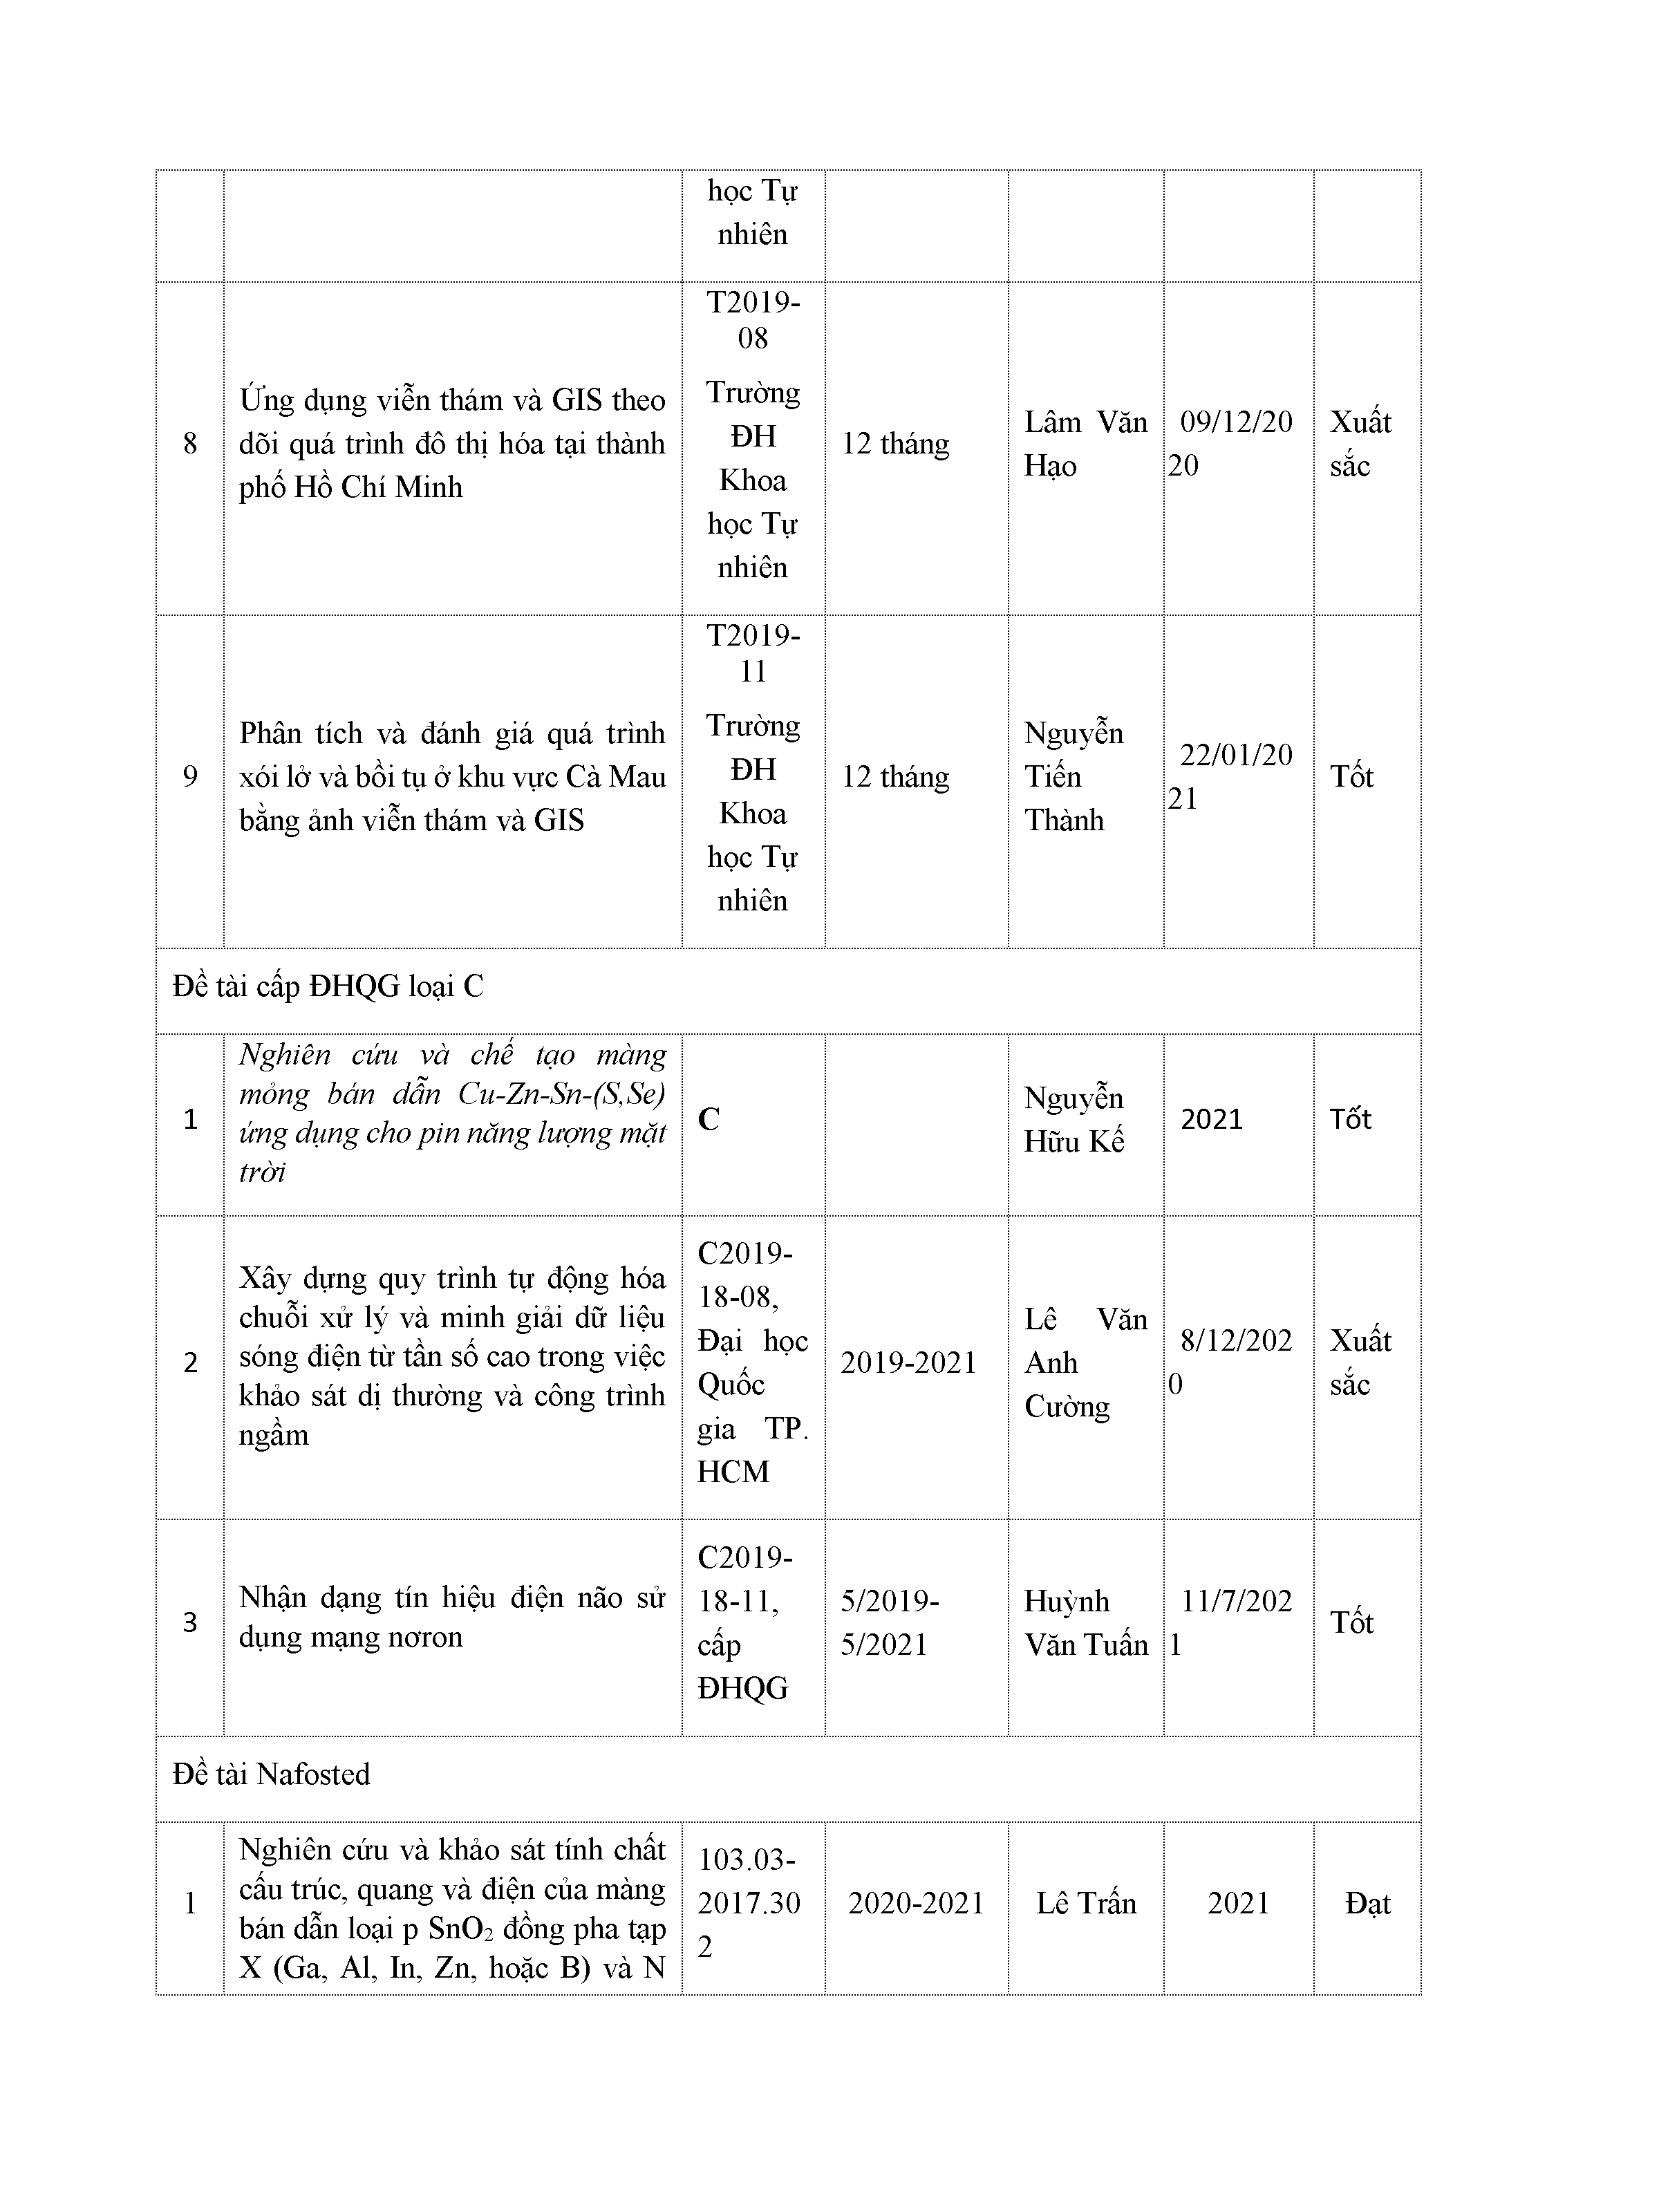 học Tự
nhiên
8
Ứng dụng viễn thám và GIS theo
dõi quá trình đô thị hóa tại thành
phố Hồ Chí Minh
T2019-
08
Trường
ĐH
Khoa
học Tự
nhiên
12 tháng
Lâm Văn
Hạo
09/12/20
20
Xuất
sắc
9
Phân tích và đánh giá quá trình
xói lở và bồi tụ ở khu vực Cà Mau
bằng ảnh viễn thám và GIS
T2019-
11
Trường
ĐH
Khoa
học Tự
nhiên
12 tháng
Nguyễn
Tiến
Thành
22/01/20
21
Tốt
Đề tài cấp ĐHQG loại C
1
Nghiên cứu và chế tạo màng
mỏng bán dẫn Cu-Zn-Sn-(S,Se)
ứng dụng cho pin năng lượng mặt
trời
C
Nguyễn
Hữu Kế
2021
Tốt
2
Xây dựng quy trình tự động hóa
chuỗi xử lý và minh giải dữ liệu
sóng điện từ tần số cao trong việc
khảo sát dị thường và công trình
ngầm
C2019-
18-08,
Đại học
Quốc
gia TP.
HCM
2019-2021
Lê Văn
Anh
Cường
8/12/202
0
Xuất
sắc
3
Nhận dạng tín hiệu điện não sử
dụng mạng nơron
C2019-
18-11,
cấp
ĐHQG
5/2019-
5/2021
Huỳnh
Văn Tuấn
11/7/202
1
Tốt
Đề tài Nafosted
1
Nghiên cứu và khảo sát tính chất
cấu trúc, quang và điện của màng
bán dẫn loại p SnO₂ đồng pha tạp
X (Ga, Al, In, Zn, hoặc B) và N
103.03-
2017.30
2
2020-2021
Lê Trấn
2021
Đạt